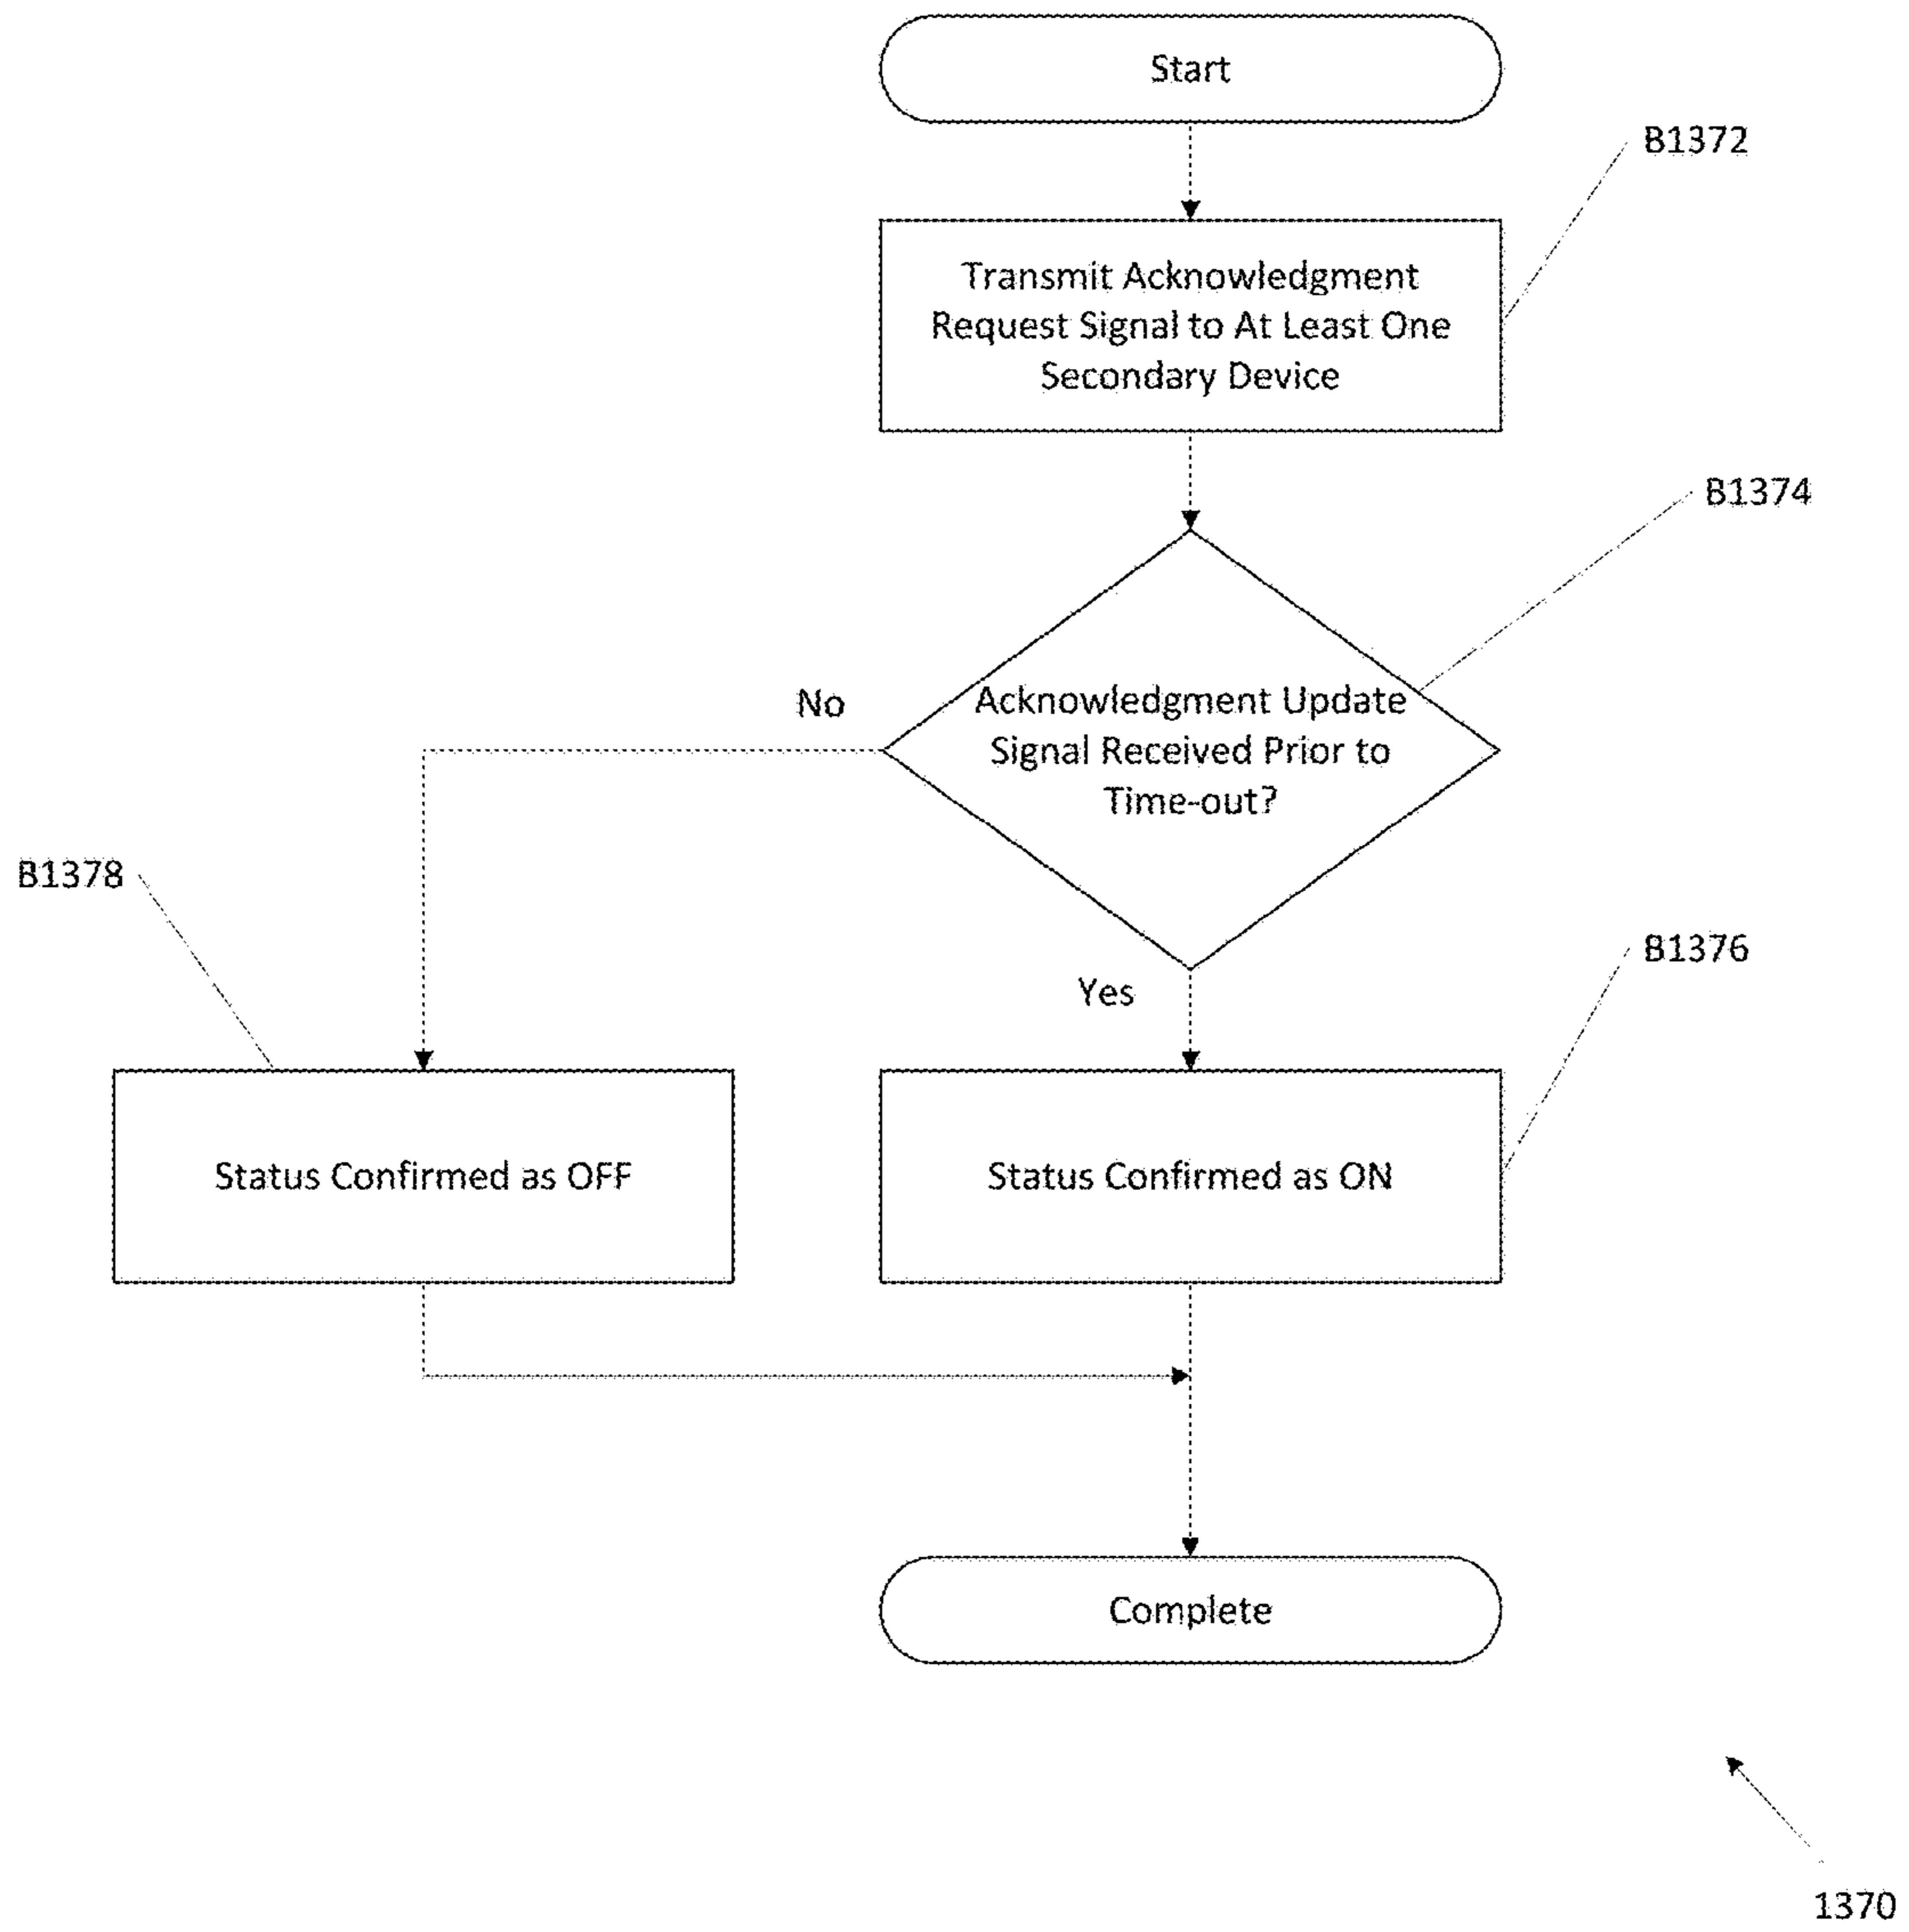 Start
B1372
Transmit Acknowledgment
Request Signal to At Least One
Secondary Device
B1374
No
Acknowledgment Update
Signal Received Prior to
Time-out?
B1378
B1376
Yes
Status Confirmed as OFF
Status Confirmed as ON
Complete
1370